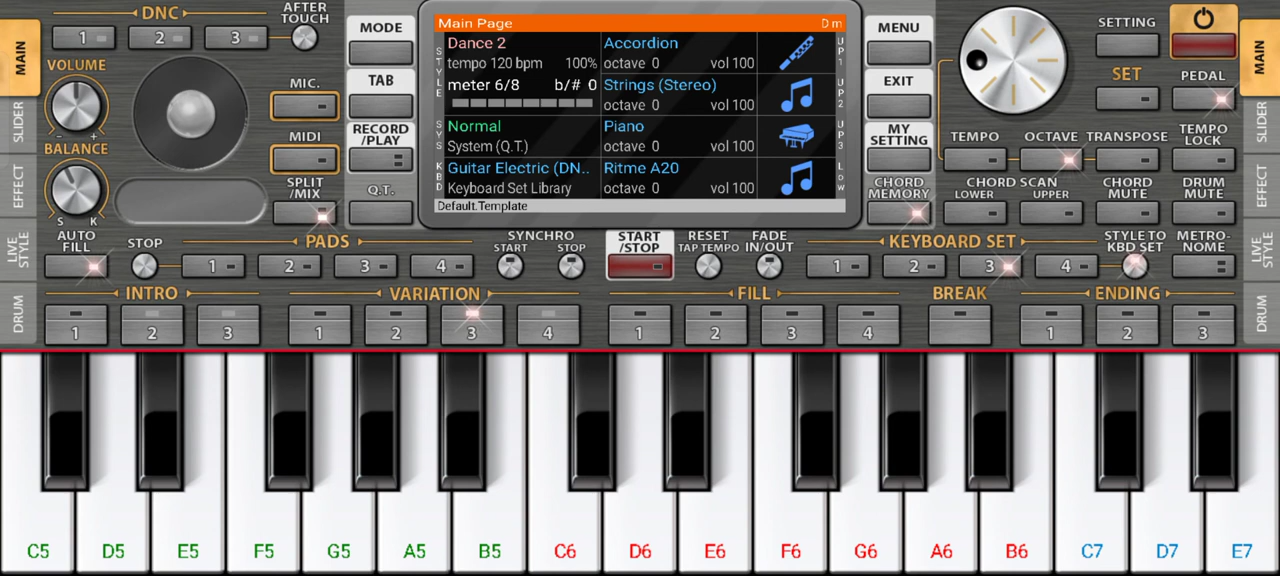 DNC
1 2 3
AFTER
TOUCH
MAIN
SLIDER
EFFECT
LIVE
STYLE
DRUM
VOLUME
- +
BALANCE
S K
MIC.
MIDI
SPLIT
/MIX
MODE
TAB
RECORD
/PLAY
Q.T.
Main Page Dm
STYLE
Dance 2
tempo 120 bpm 100%
meter 6/8 b/# 0
SYS
Normal
System (Q.T.)
KBD
Guitar Electric (DN..
Keyboard Set Library
Accordion
octave 0 vol 100
UP1
Strings (Stereo)
octave 0 vol 100
UP2
Piano
octave 0 vol 100
UP3
Ritme A20
octave 0 vol 100
Low
Default.Template
MENU
EXIT
MY
SETTING
CHORD
MEMORY
SETTING
SET
PEDAL
TEMPO OCTAVE TRANSPOSE TEMPO
LOCK
CHORD SCAN
LOWER UPPER
CHORD
MUTE
DRUM
MUTE
MAIN
SLIDER
EFFECT
LIVE
STYLE
DRUM
AUTO
FILL
STOP
PADS
1 2 3 4
SYNCHRO
START STOP
START
/STOP
RESET
TAP TEMPO
FADE
IN/OUT
KEYBOARD SET
1 2 3 4
STYLE TO
KBD SET
METRO-
NOME
INTRO VARIATION FILL BREAK ENDING
1 2 3 1 2 3 4 1 2 3 4 1 2 3
C5 D5 E5 F5 G5 A5 B5 C6 D6 E6 F6 G6 A6 B6 C7 D7 E7